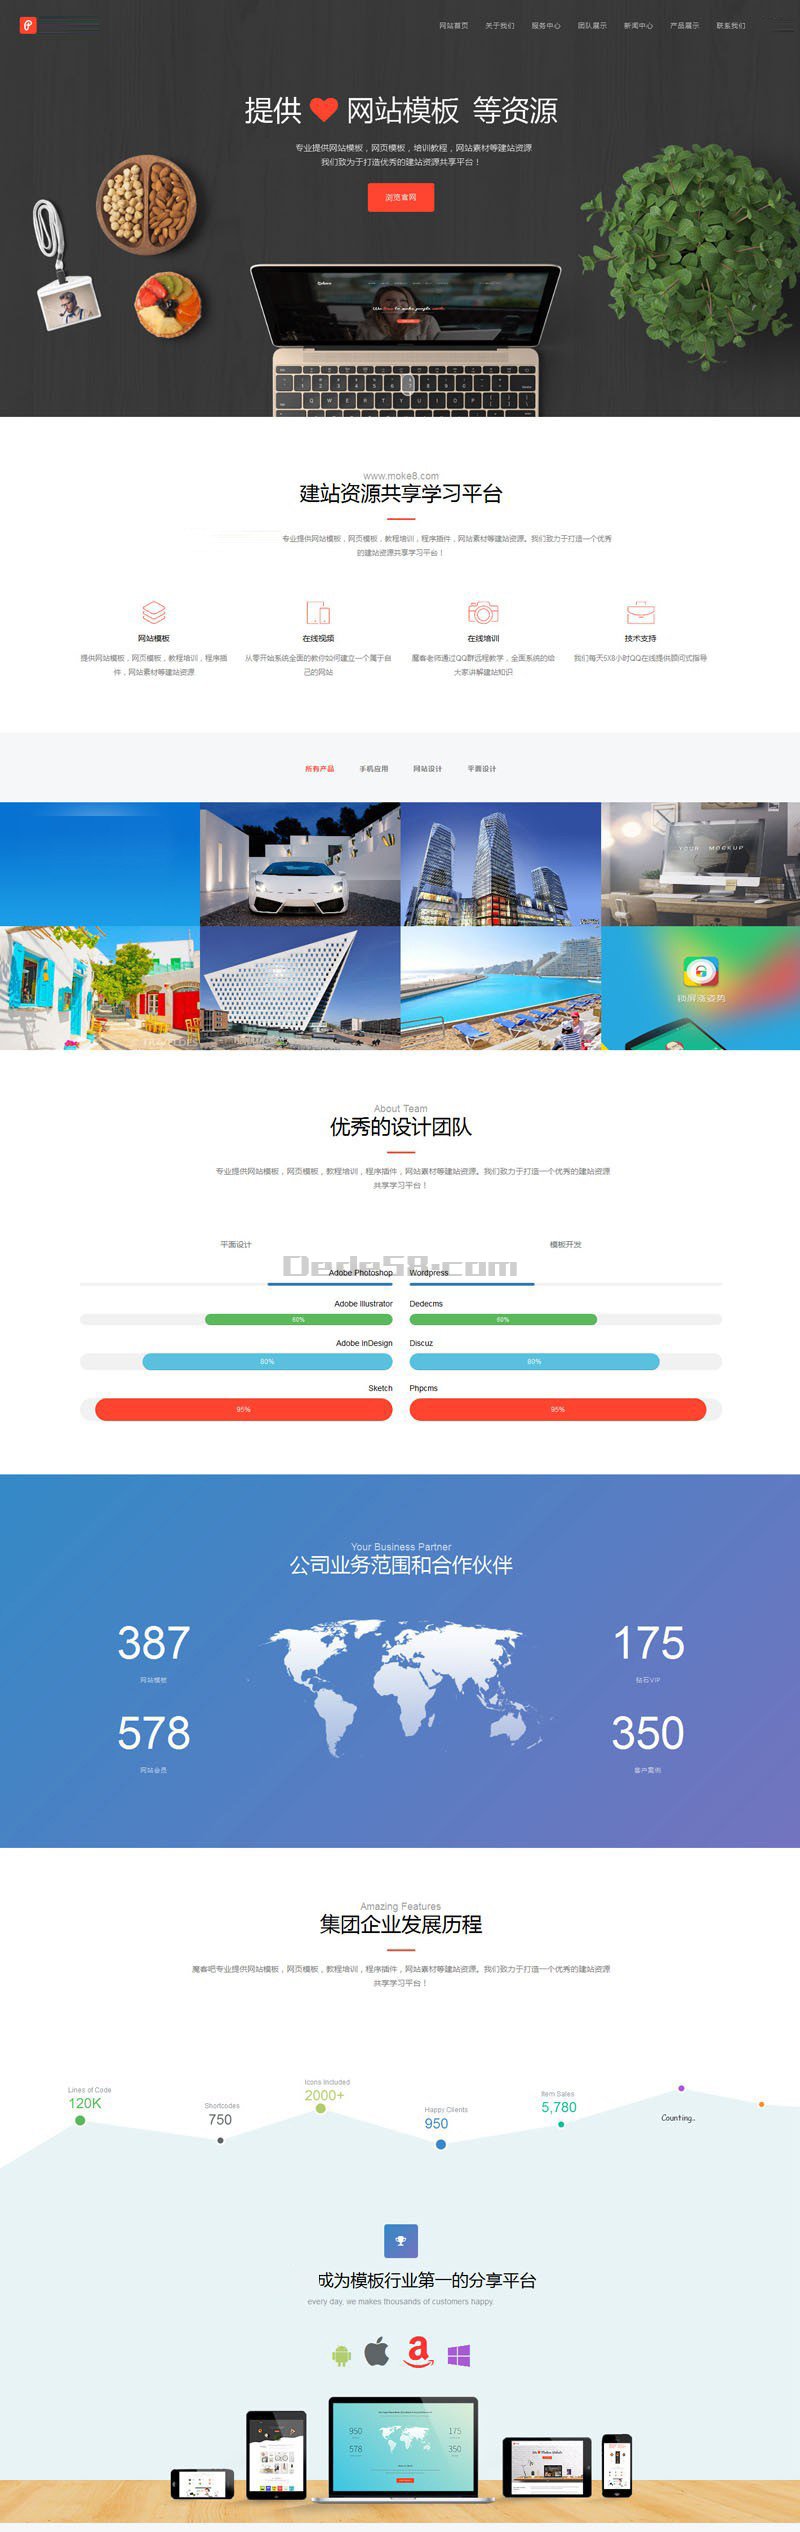 网站首页 关于我们 服务中心 团队展示 新闻中心 产品展示 联系我们
提供 网站模板 等资源
专业提供网站模板，网页模板，培训教程，网站素材等建站资源
我们致为于打造优秀的建站资源共享平台！
浏览官网
www.moke8.com
建站资源共享学习平台
专业提供网站模板，网页模板，教程培训，程序插件，网站素材等建站资源。我们致力于打造一个优秀
的建站资源共享学习平台！
网站模板
提供网站模板，网页模板，教程培训，程序插
件，网站素材等建站资源
在线视频
从零开始系统全面的教你如何建立一个属于自
己的网站
在线培训
魔客老师通过QQ群远程教学，全面系统的给
大家讲解建站知识
技术支持
我们每天5X8小时QQ在线提供顾问式指导
所有产品 手机应用 网站设计 平面设计
YOUR MOCKUP
锁屏涨姿势
About Team
优秀的设计团队
专业提供网站模板，网页模板，教程培训，程序插件，网站素材等建站资源。我们致力于打造一个优秀的建站资源
共享学习平台！
平面设计 模板开发
Dede58.com
Adobe Photoshop Wordpress
Adobe Illustrator Dedecms
60% 60%
Adobe InDesign Discuz
80% 80%
Sketch Phpcms
95% 95%
Your Business Partner
公司业务范围和合作伙伴
387 175
网站模板 钻石VIP
578 350
网站会员 客户案例
Amazing Features
集团企业发展历程
魔客吧专业提供网站模板，网页模板，教程培训，程序插件，网站素材等建站资源。我们致力于打造一个优秀的建站资源
共享学习平台！
Lines of Code
120K
Shortcodes
750
Icons Included
2000+
Happy Clients
950
Item Sales
5,780
Counting..
成为模板行业第一的分享平台
every day, we makes thousands of customers happy.
950 175
578 350